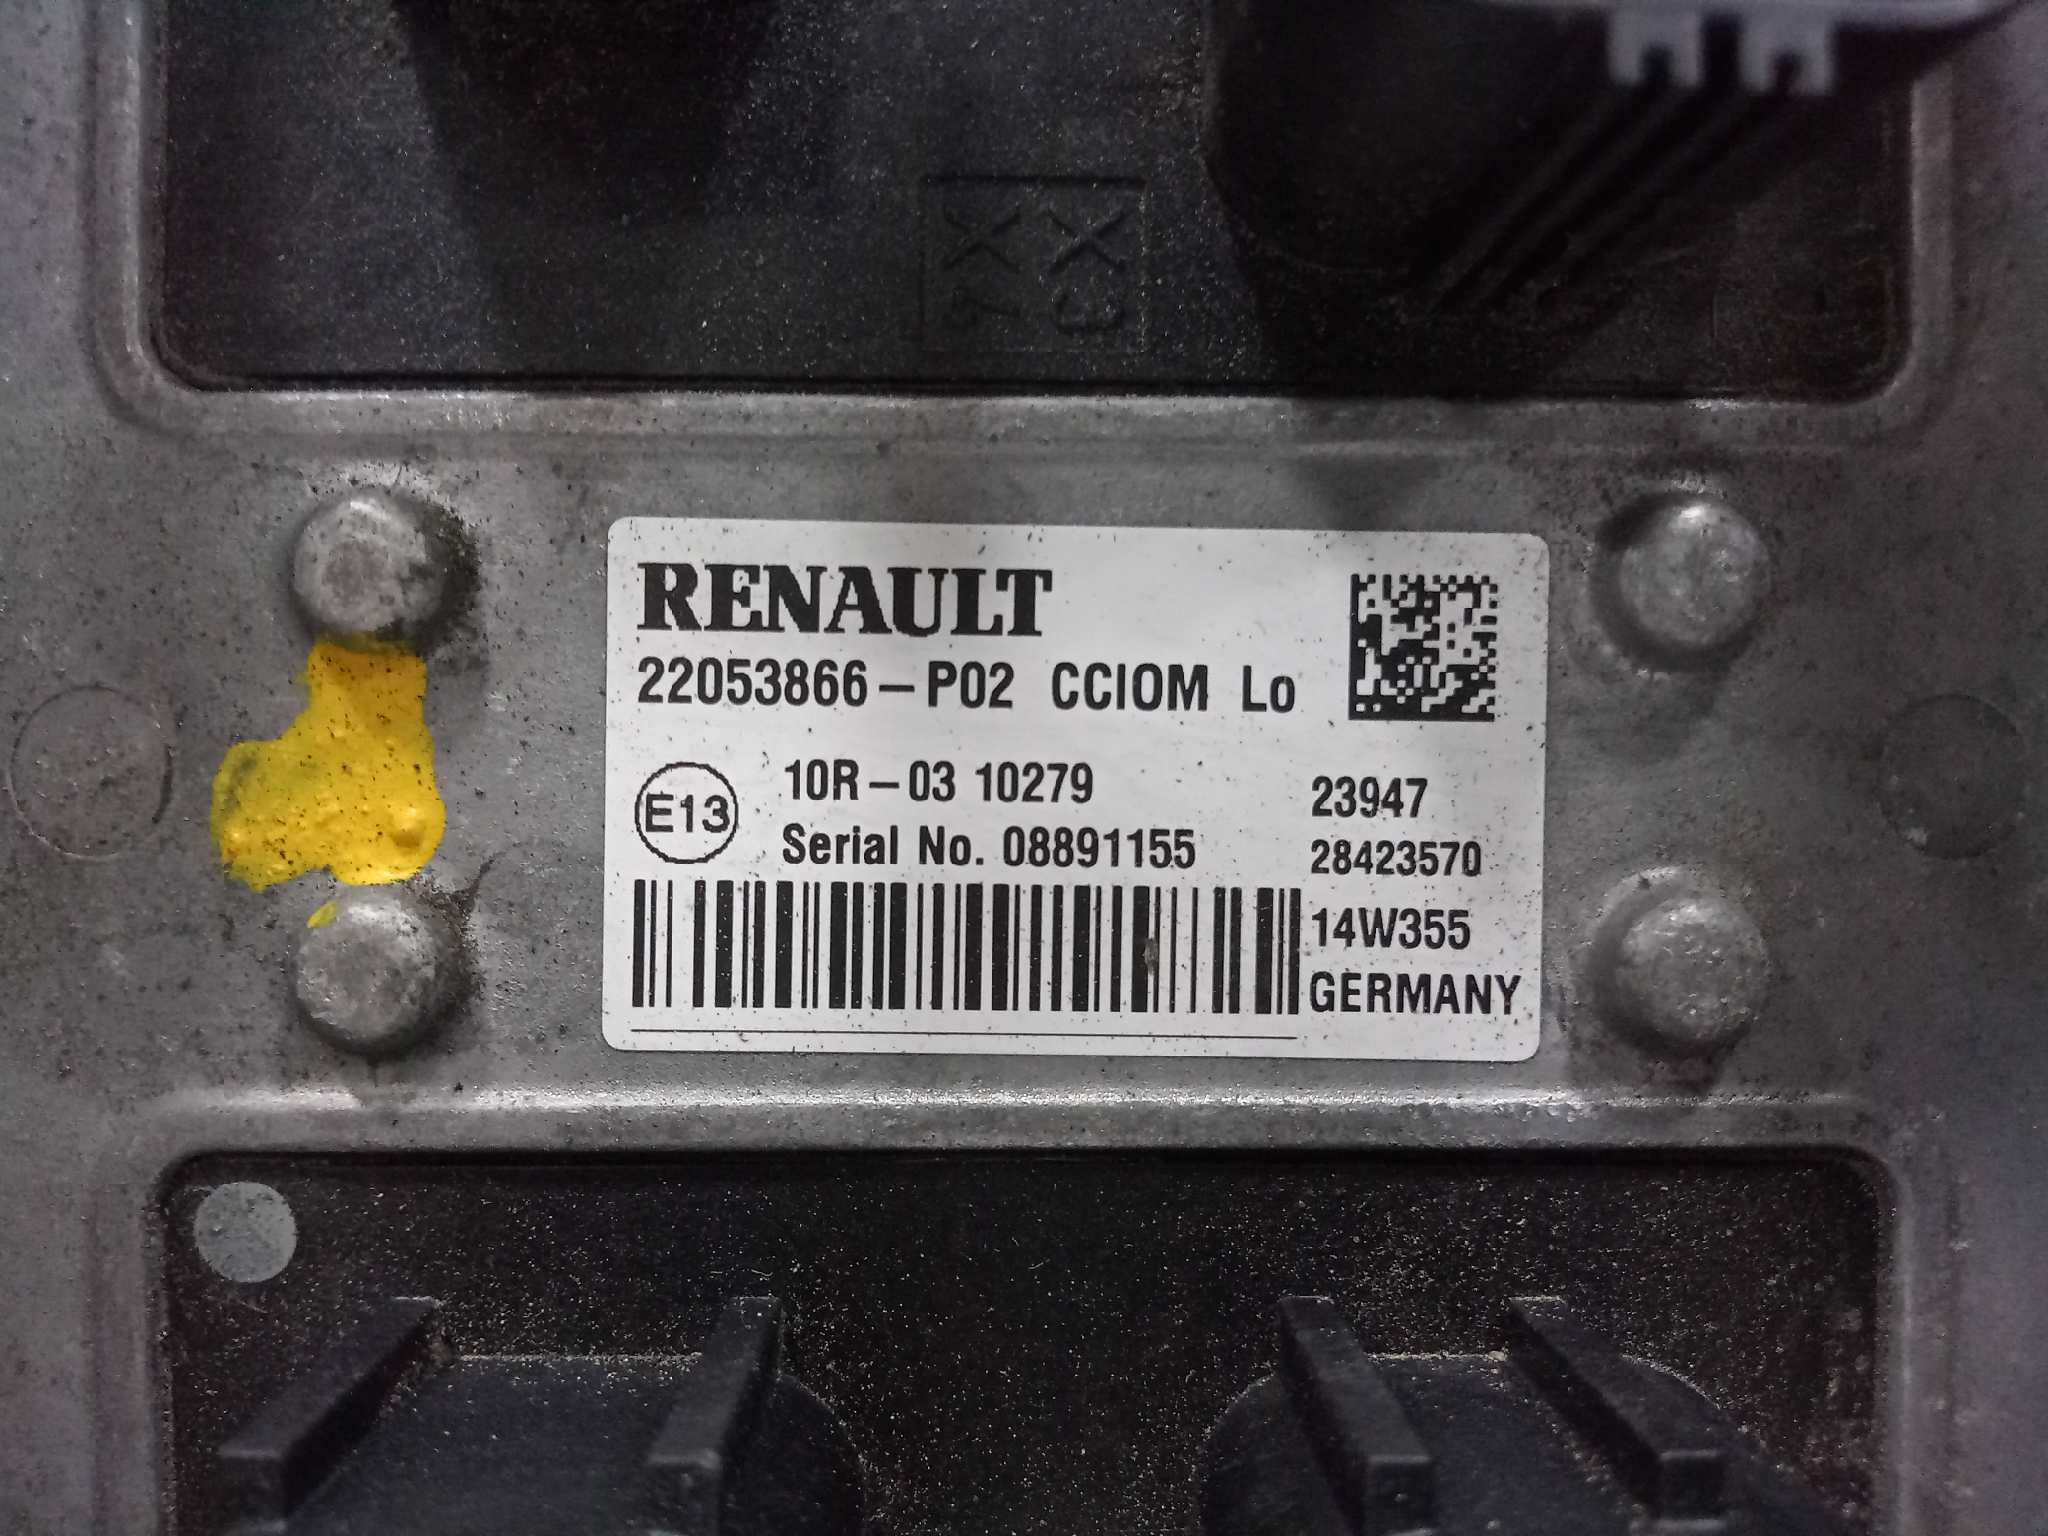 RENAULT
22053866-P02 CCIOM Lo
E13
10R-03 10279
Serial No. 08891155
23947
28423570
14W355
GERMANY